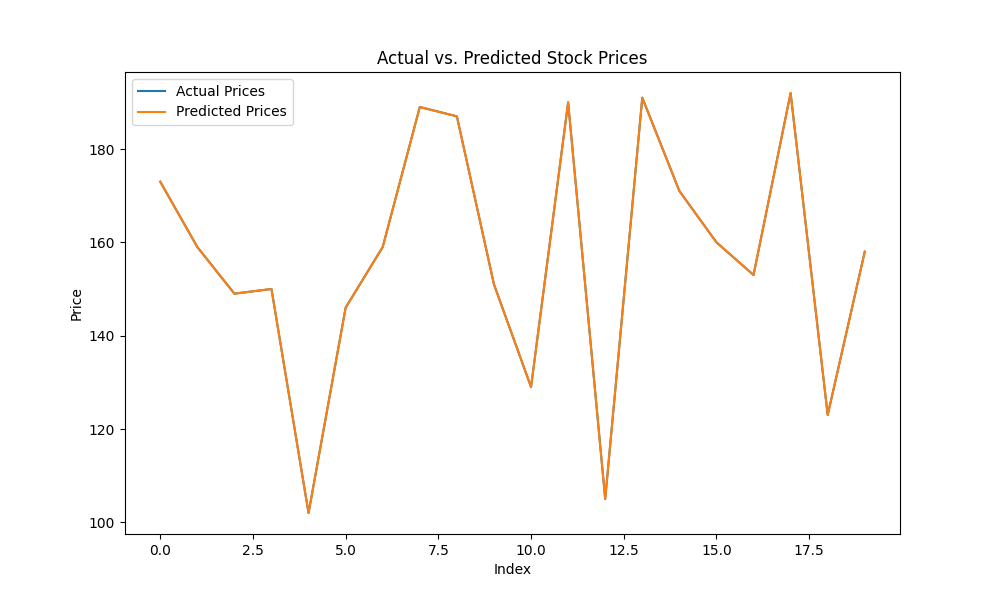 Actual vs. Predicted Stock Prices
Actual Prices
Predicted Prices
180
160
140
120
100
Price
0.0 2.5 5.0 7.5 10.0 12.5 15.0 17.5
Index